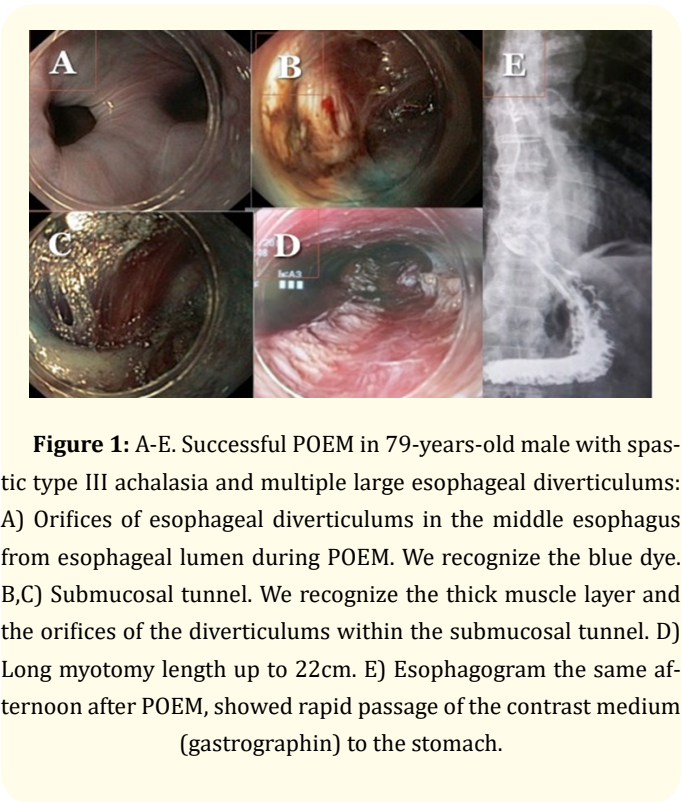 A
B
E
C
D
Figure 1: A-E. Successful POEM in 79-years-old male with spas-
tic type III achalasia and multiple large esophageal diverticulums:
A) Orifices of esophageal diverticulums in the middle esophagus
from esophageal lumen during POEM. We recognize the blue dye.
B,C) Submucosal tunnel. We recognize the thick muscle layer and
the orifices of the diverticulums within the submucosal tunnel. D)
Long myotomy length up to 22cm. E) Esophagogram the same af-
ternoon after POEM, showed rapid passage of the contrast medium
(gastrographin) to the stomach.